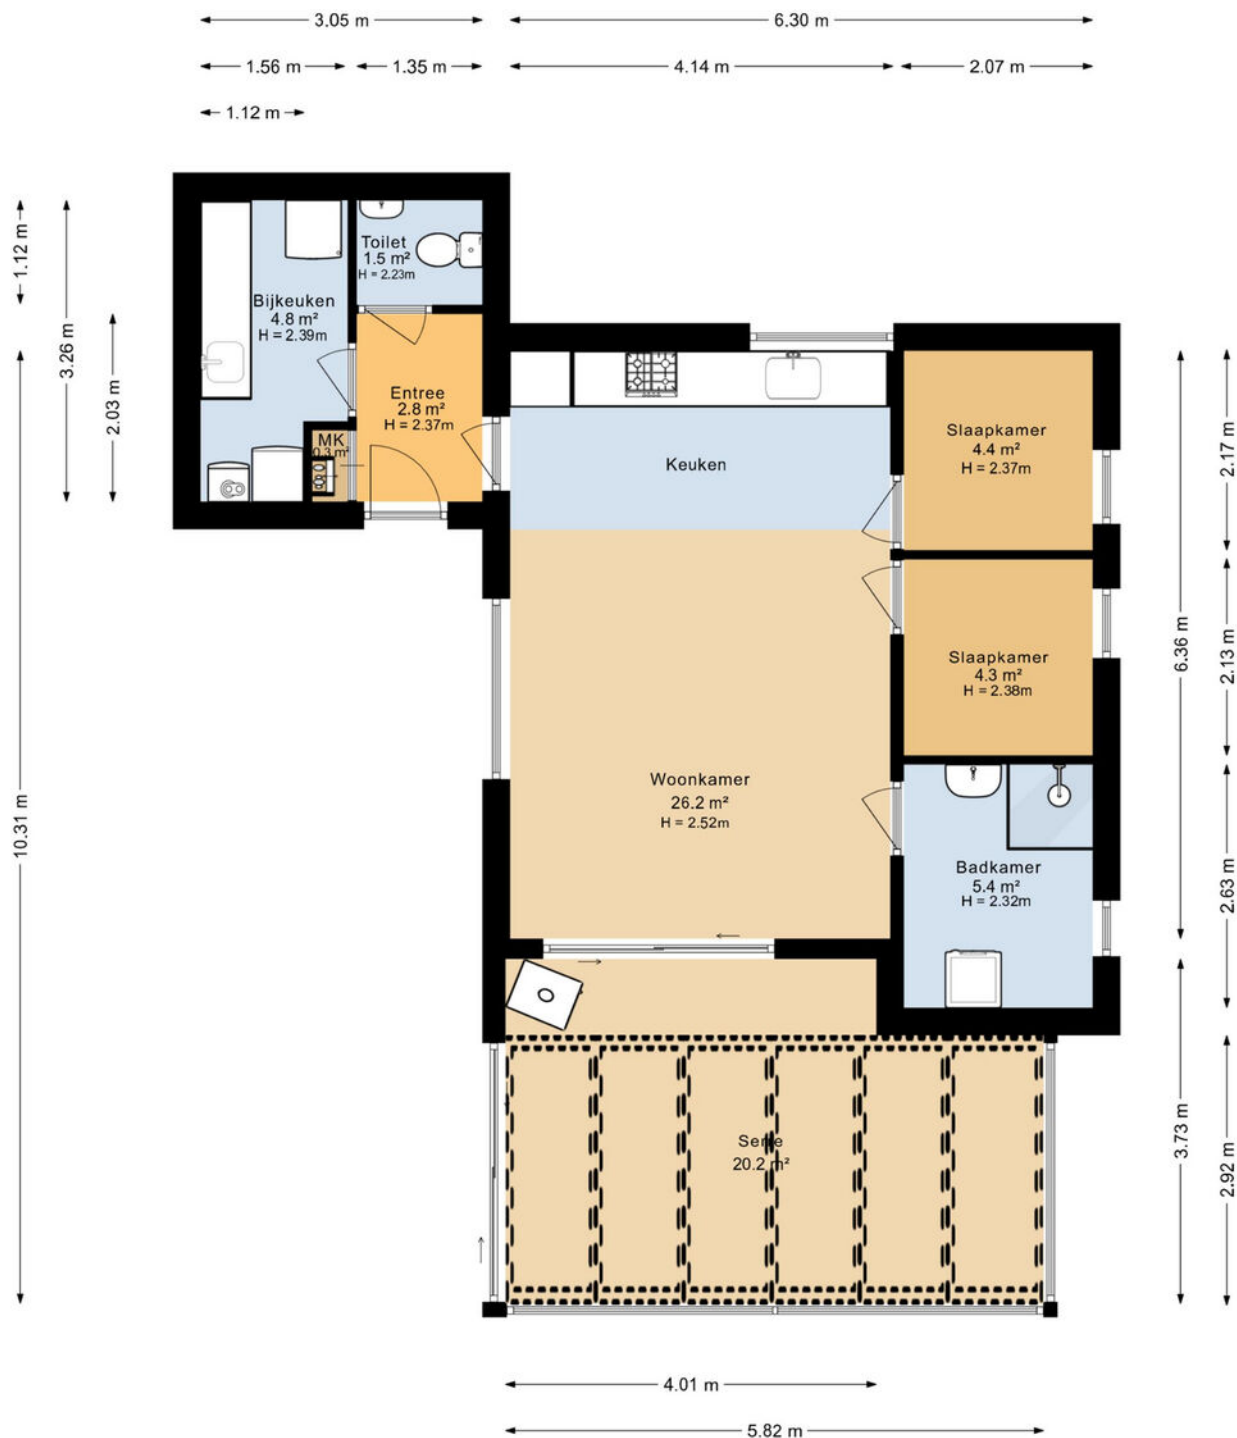 3.05 m
6.30 m
1.56 m
1.35 m
4.14 m
2.07 m
1.12 m
1.12 m
3.26 m
2.03 m
10.31 m
Toilet
1.5 m²
H = 2.23m
Bijkeuken
4.8 m²
H = 2.39m
Entree
2.8 m²
H = 2.37m
MK
0.3 m²
Keuken
Slaapkamer
4.4 m²
H = 2.37m
Slaapkamer
4.3 m²
H = 2.38m
Woonkamer
26.2 m²
H = 2.52m
Badkamer
5.4 m²
H = 2.32m
Serre
20.2 m²
2.17 m
6.36 m
2.13 m
2.63 m
3.73 m
2.92 m
4.01 m
5.82 m